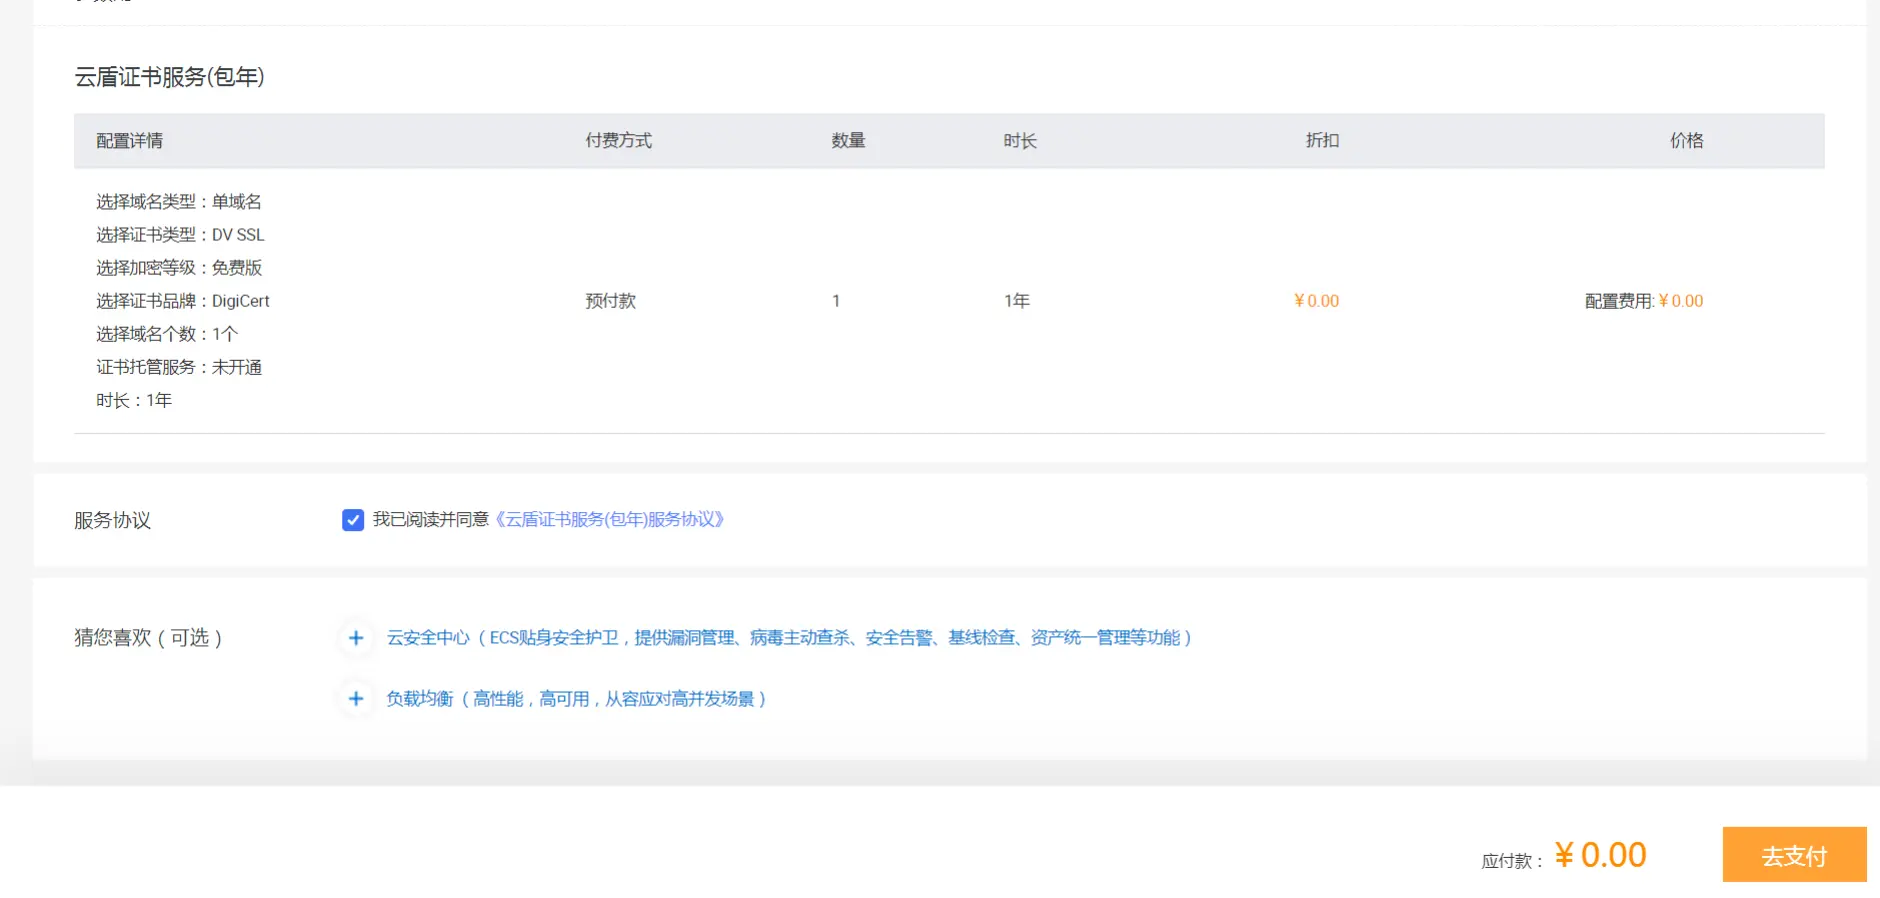 云盾证书服务(包年)
配置详情 付费方式 数量 时长 折扣 价格
选择域名类型：单域名
选择证书类型：DV SSL
选择加密等级：免费版
选择证书品牌：DigiCert 预付款 1 1年 ¥ 0.00 配置费用: ¥ 0.00
选择域名个数：1个
证书托管服务：未开通
时长：1年
服务协议 我已阅读并同意《云盾证书服务(包年)服务协议》
猜您喜欢（可选） + 云安全中心（ECS贴身安全护卫，提供漏洞管理、病毒主动查杀、安全告警、基线检查、资产统一管理等功能）
+ 负载均衡（高性能，高可用，从容应对高并发场景）
应付款： ¥ 0.00 去支付